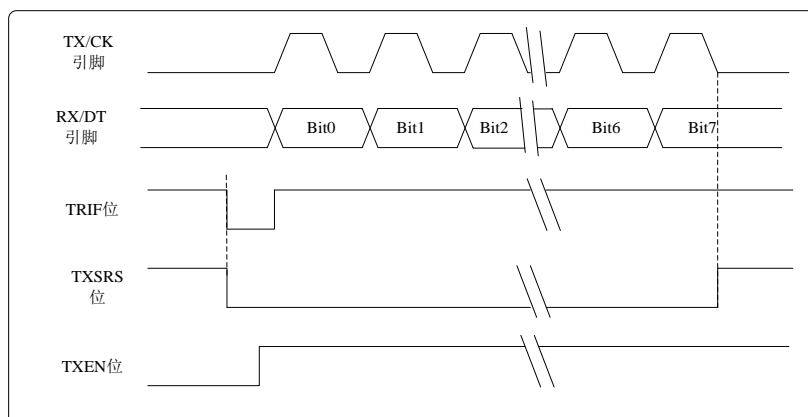 TX/CK
引脚
RX/DT
引脚
Bit0
Bit1
Bit2
Bit6
Bit7
TRIF位
TXSRS
位
TXEN位